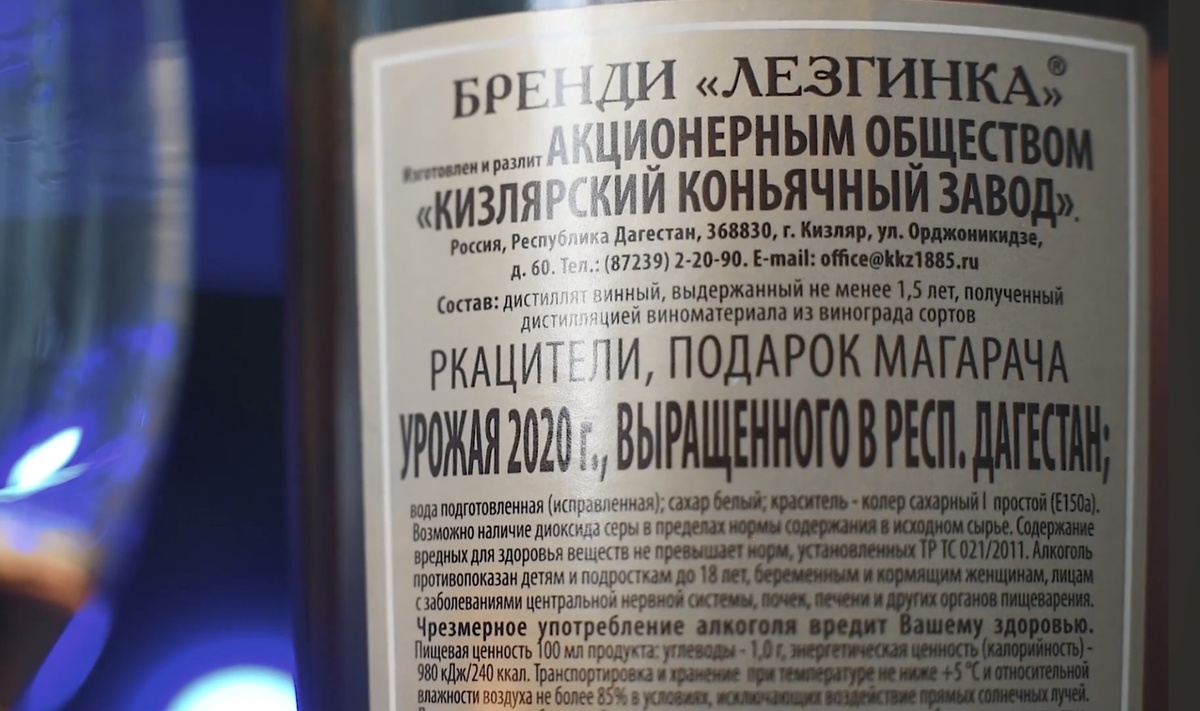 БРЕНДИ «ЛЕЗГИНКА»®
Изготовлен и разлит АКЦИОНЕРНЫМ ОБЩЕСТВОМ
«КИЗЛЯРСКИЙ КОНЬЯЧНЫЙ ЗАВОД».
Россия, Республика Дагестан, 368830, г. Кизляр, ул. Орджоникидзе,
д. 60. Тел.: (87239) 2-20-90. E-mail: office@kkz1885.ru
Состав: дистиллят винный, выдержанный не менее 1,5 лет, полученный
дистилляцией виноматериала из винограда сортов
РКАЦИТЕЛИ, ПОДАРОК МАГАРАЧА
УРОЖАЯ 2020 г., ВЫРАЩЕННОГО В РЕСП. ДАГЕСТАН;
вода подготовленная (исправленная); сахар белый; краситель - колер сахарный I простой (Е150а).
Возможно наличие диоксида серы в пределах нормы содержания в исходном сырье. Содержание
вредных для здоровья веществ не превышает норм, установленных ТР ТС 021/2011. Алкоголь
противопоказан детям и подросткам до 18 лет, беременным и кормящим женщинам, лицам
с заболеваниями центральной нервной системы, почек, печени и других органов пищеварения.
Чрезмерное употребление алкоголя вредит Вашему здоровью.
Пищевая ценность 100 мл продукта: углеводы - 1,0 г, энергетическая ценность (калорийность) -
980 кДж/240 ккал. Транспортировка и хранение при температуре не ниже +5 °С и относительной
влажности воздуха не более 85% в условиях, исключающих воздействие прямых солнечных лучей.